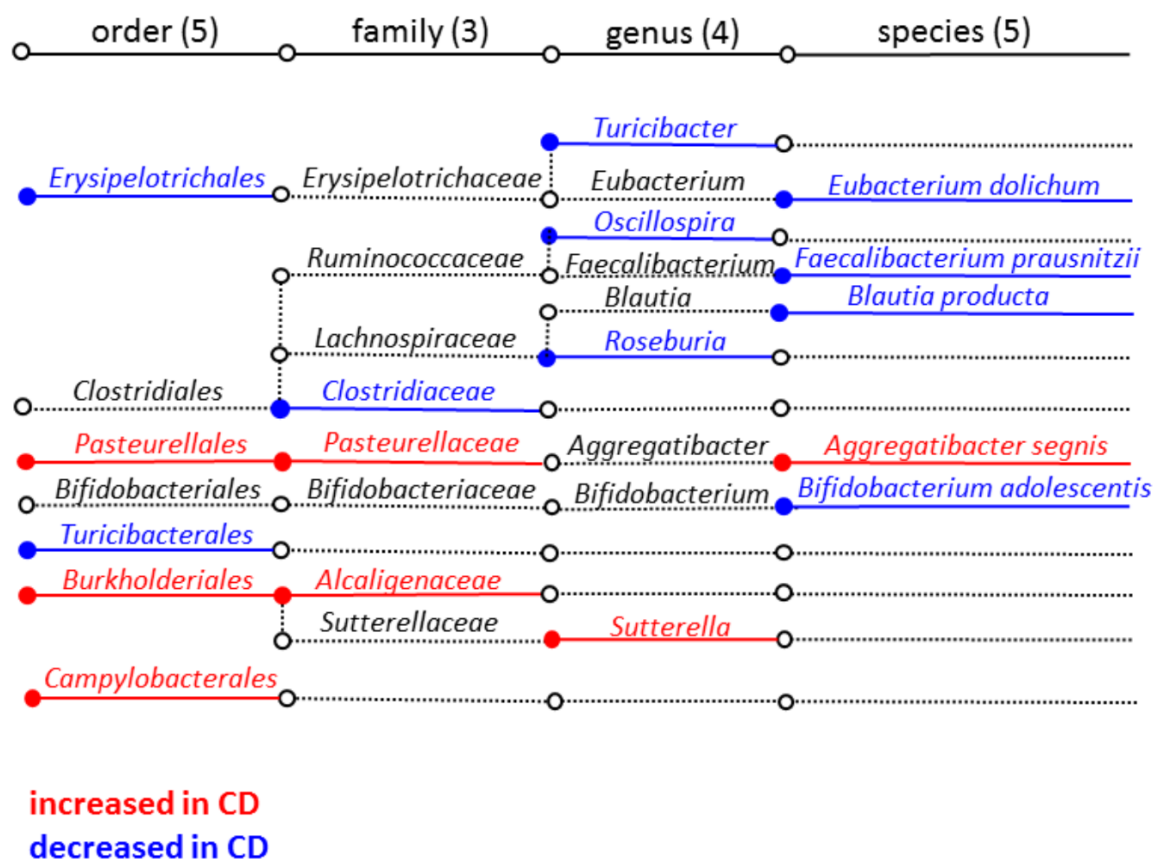 order (5) family (3) genus (4) species (5)
Turicibacter
Erysipelotrichales Erysipelotrichaceae Eubacterium Eubacterium dolichum
Oscillospira
Ruminococcaceae Faecalibacterium Faecalibacterium prausnitzii
Blautia Blautia producta
Lachnospiraceae Roseburia
Clostridiales Clostridiaceae
Pasteurellales Pasteurellaceae Aggregatibacter Aggregatibacter segnis
Bifidobacteriales Bifidobacteriaceae Bifidobacterium Bifidobacterium adolescentis
Turicibacterales
Burkholderiales Alcaligenaceae
Sutterellaceae Sutterella
Campylobacterales
increased in CD
decreased in CD